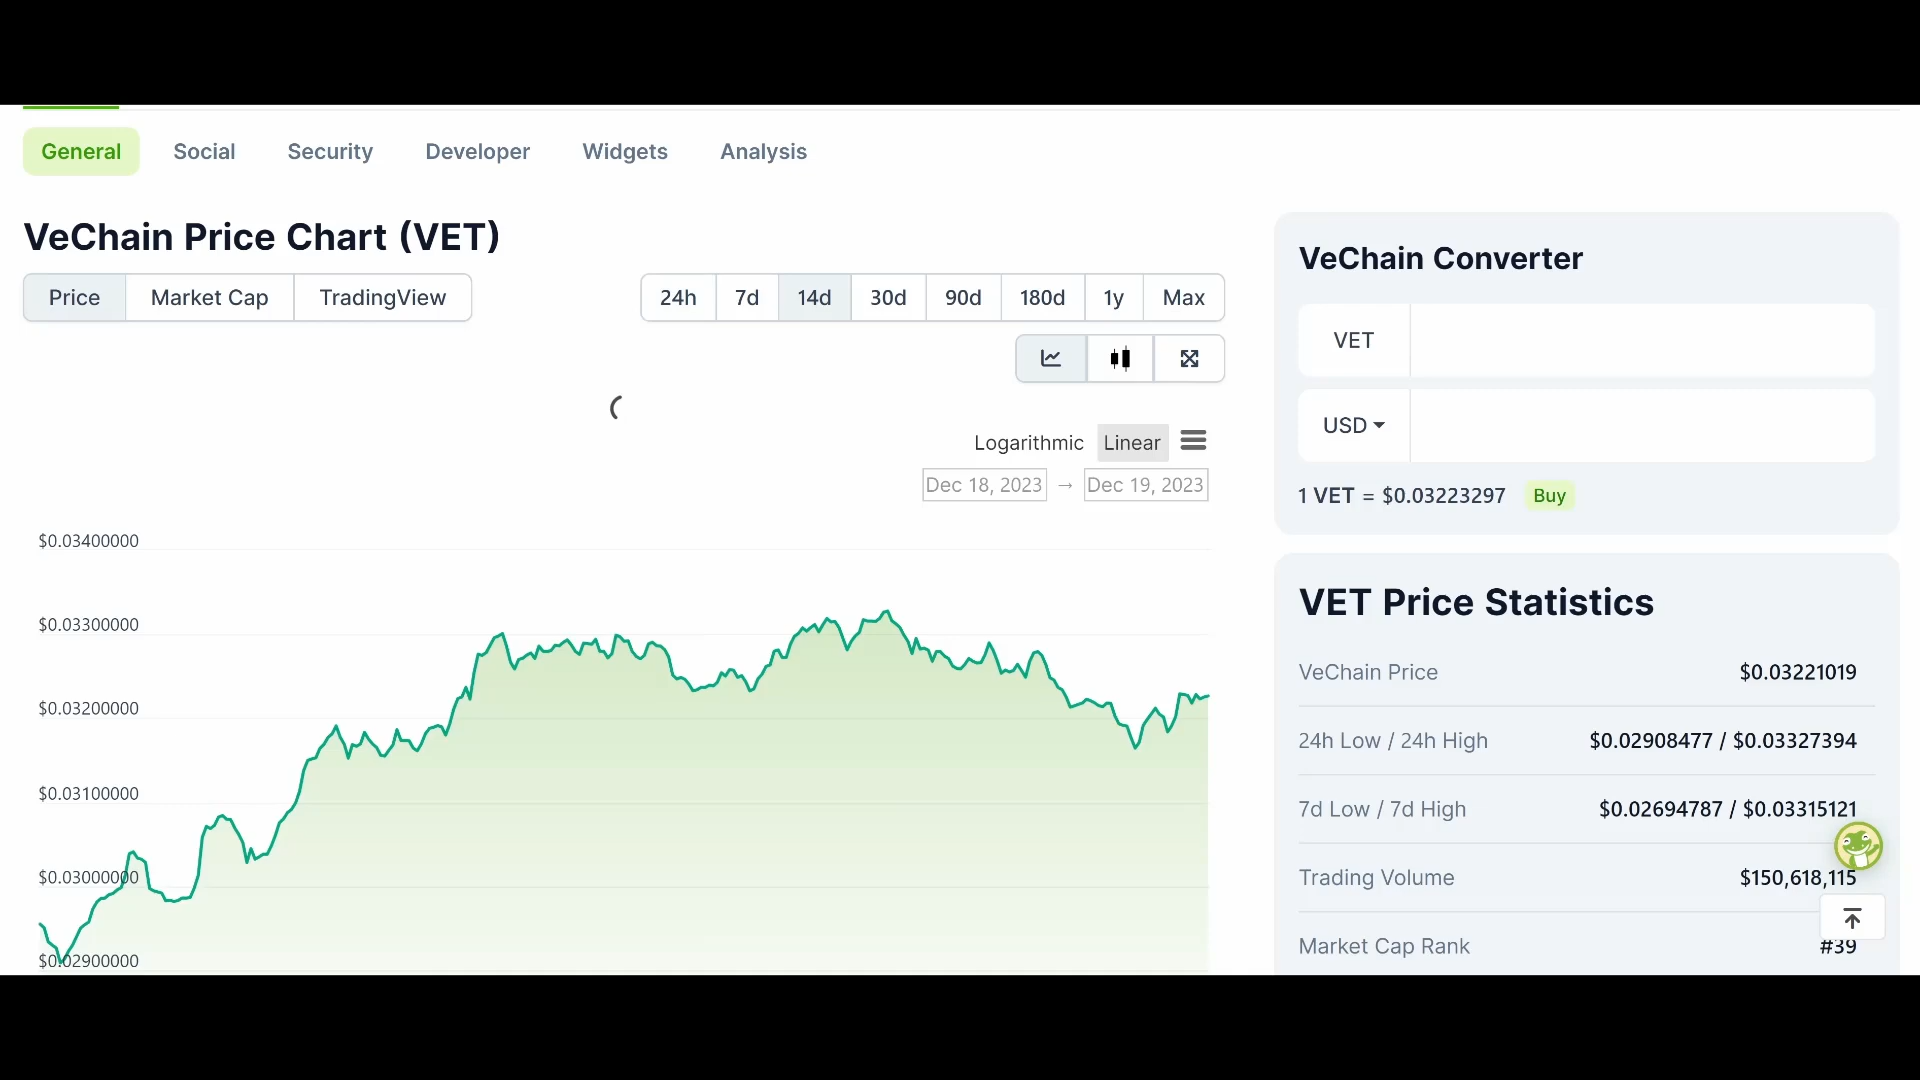 General Social Security Developer Widgets Analysis
VeChain Price Chart (VET)
Price Market Cap TradingView
24h 7d 14d 30d 90d 180d 1y Max
Logarithmic Linear
Dec 18, 2023 → Dec 19, 2023
$0.03400000
$0.03300000
$0.03200000
$0.03100000
$0.03000000
$0.02900000
VeChain Converter
VET
USD
1 VET = $0.03223297 Buy
VET Price Statistics
VeChain Price $0.03221019
24h Low / 24h High $0.02908477 / $0.03327394
7d Low / 7d High $0.02694787 / $0.03315121
Trading Volume $150,618,115
Market Cap Rank #39